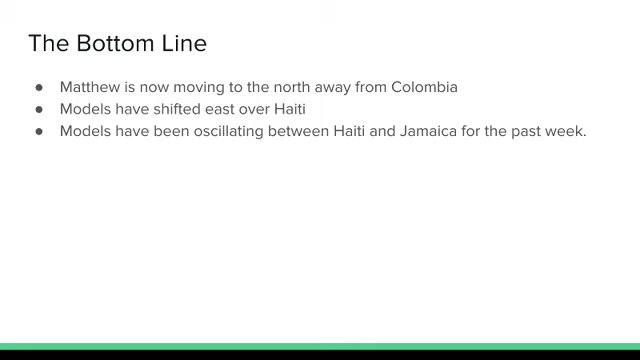 The Bottom Line
● Matthew is now moving to the north away from Colombia
● Models have shifted east over Haiti
● Models have been oscillating between Haiti and Jamaica for the past week.